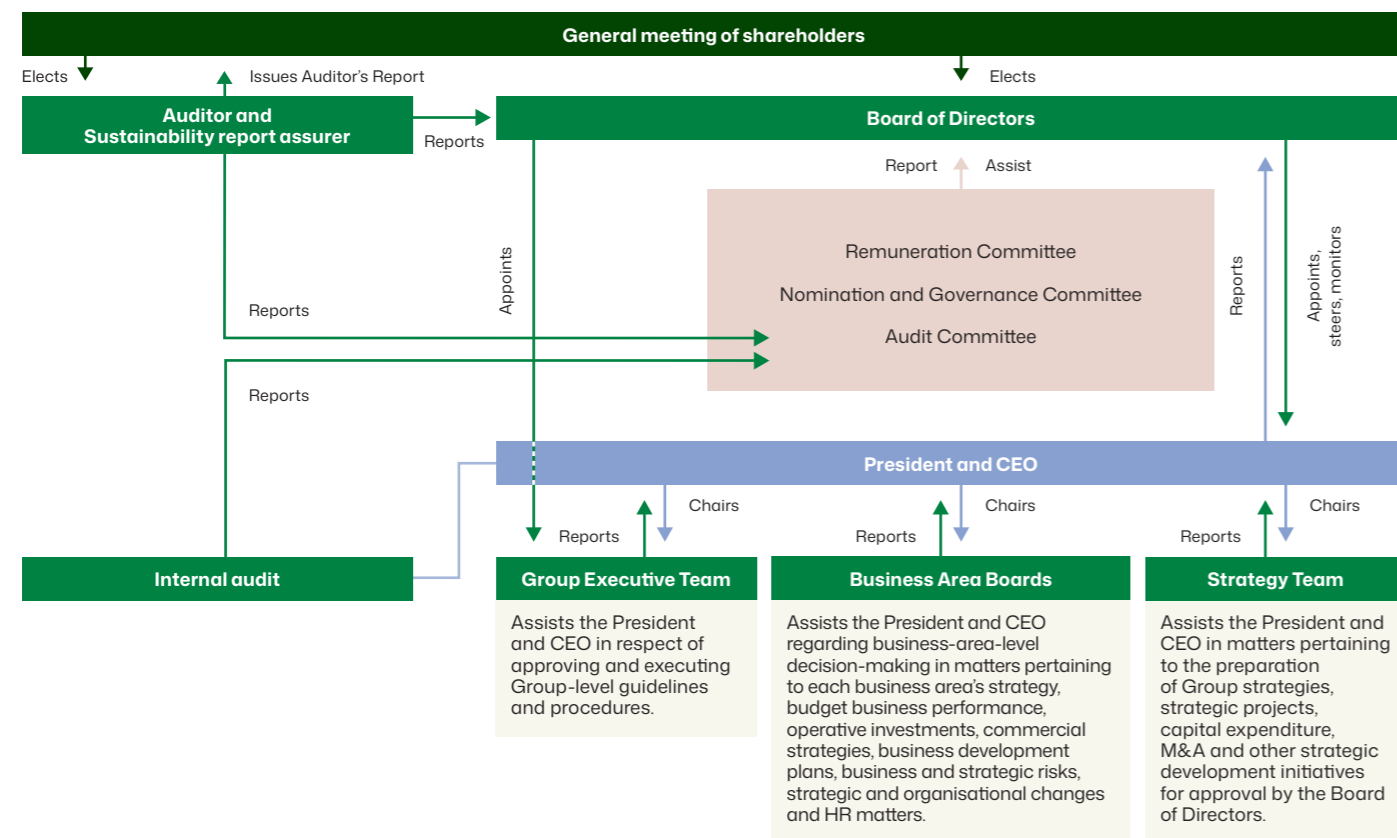 General meeting of shareholders
Elects
Issues Auditor's Report
Elects
Auditor and
Sustainability report assurer
Reports
Board of Directors
Report
Assist
Remuneration Committee
Nomination and Governance Committee
Audit Committee
Appoints
Reports
Appoints,
steers, monitors
Reports
Reports
President and CEO
Reports
Chairs
Reports
Chairs
Reports
Chairs
Internal audit
Group Executive Team
Assists the President
and CEO in respect of
approving and executing
Group-level guidelines
and procedures.
Business Area Boards
Assists the President and CEO
regarding business-area-level
decision-making in matters pertaining
to each business area's strategy,
budget business performance,
operative investments, commercial
strategies, business development
plans, business and strategic risks,
strategic and organisational changes
and HR matters.
Strategy Team
Assists the President and
CEO in matters pertaining
to the preparation
of Group strategies,
strategic projects,
capital expenditure,
M&A and other strategic
development initiatives
for approval by the Board
of Directors.